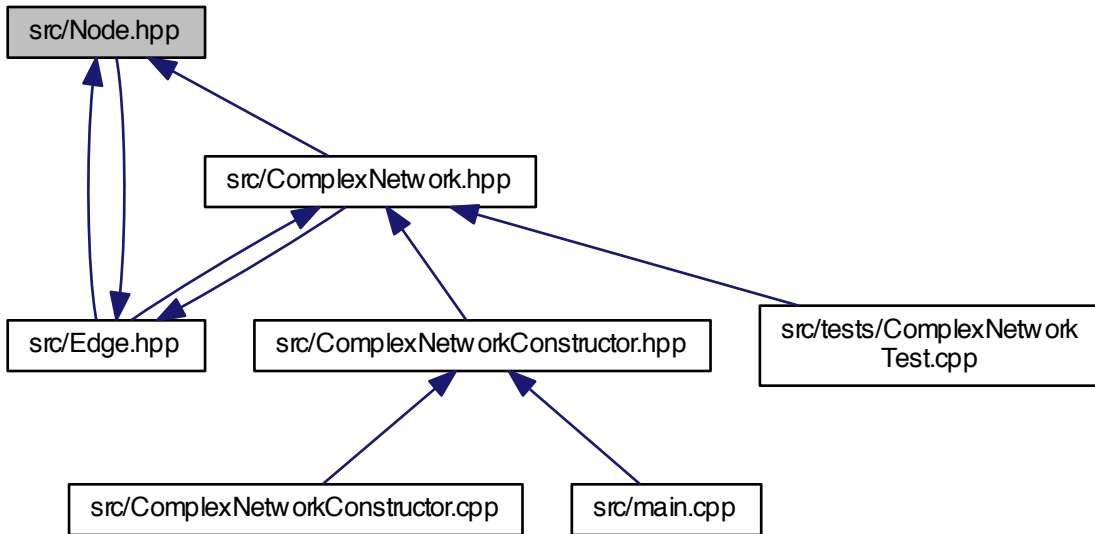 src/Node.hpp
src/ComplexNetwork.hpp
src/Edge.hpp
src/ComplexNetworkConstructor.hpp
src/tests/ComplexNetwork
Test.cpp
src/ComplexNetworkConstructor.cpp
src/main.cpp